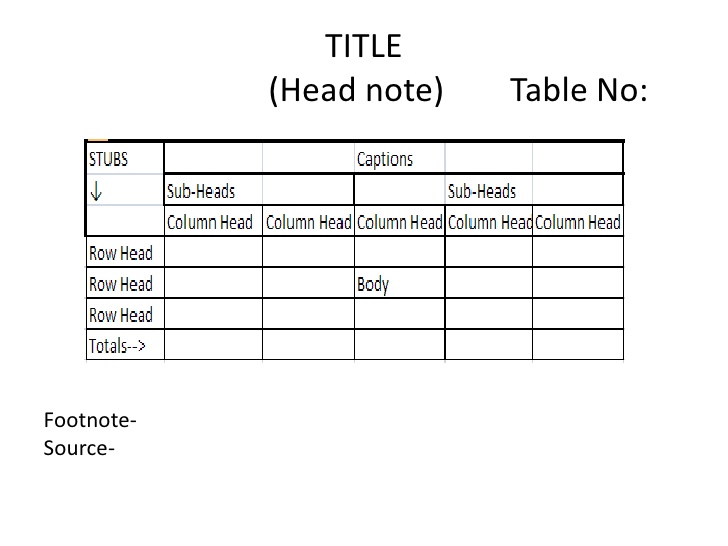 TITLE
(Head note) Table No:
STUBS Captions
↓ Sub-Heads Sub-Heads
Column Head Column Head Column Head Column Head Column Head
Row Head
Row Head Body
Row Head
Totals-->
Footnote-
Source-